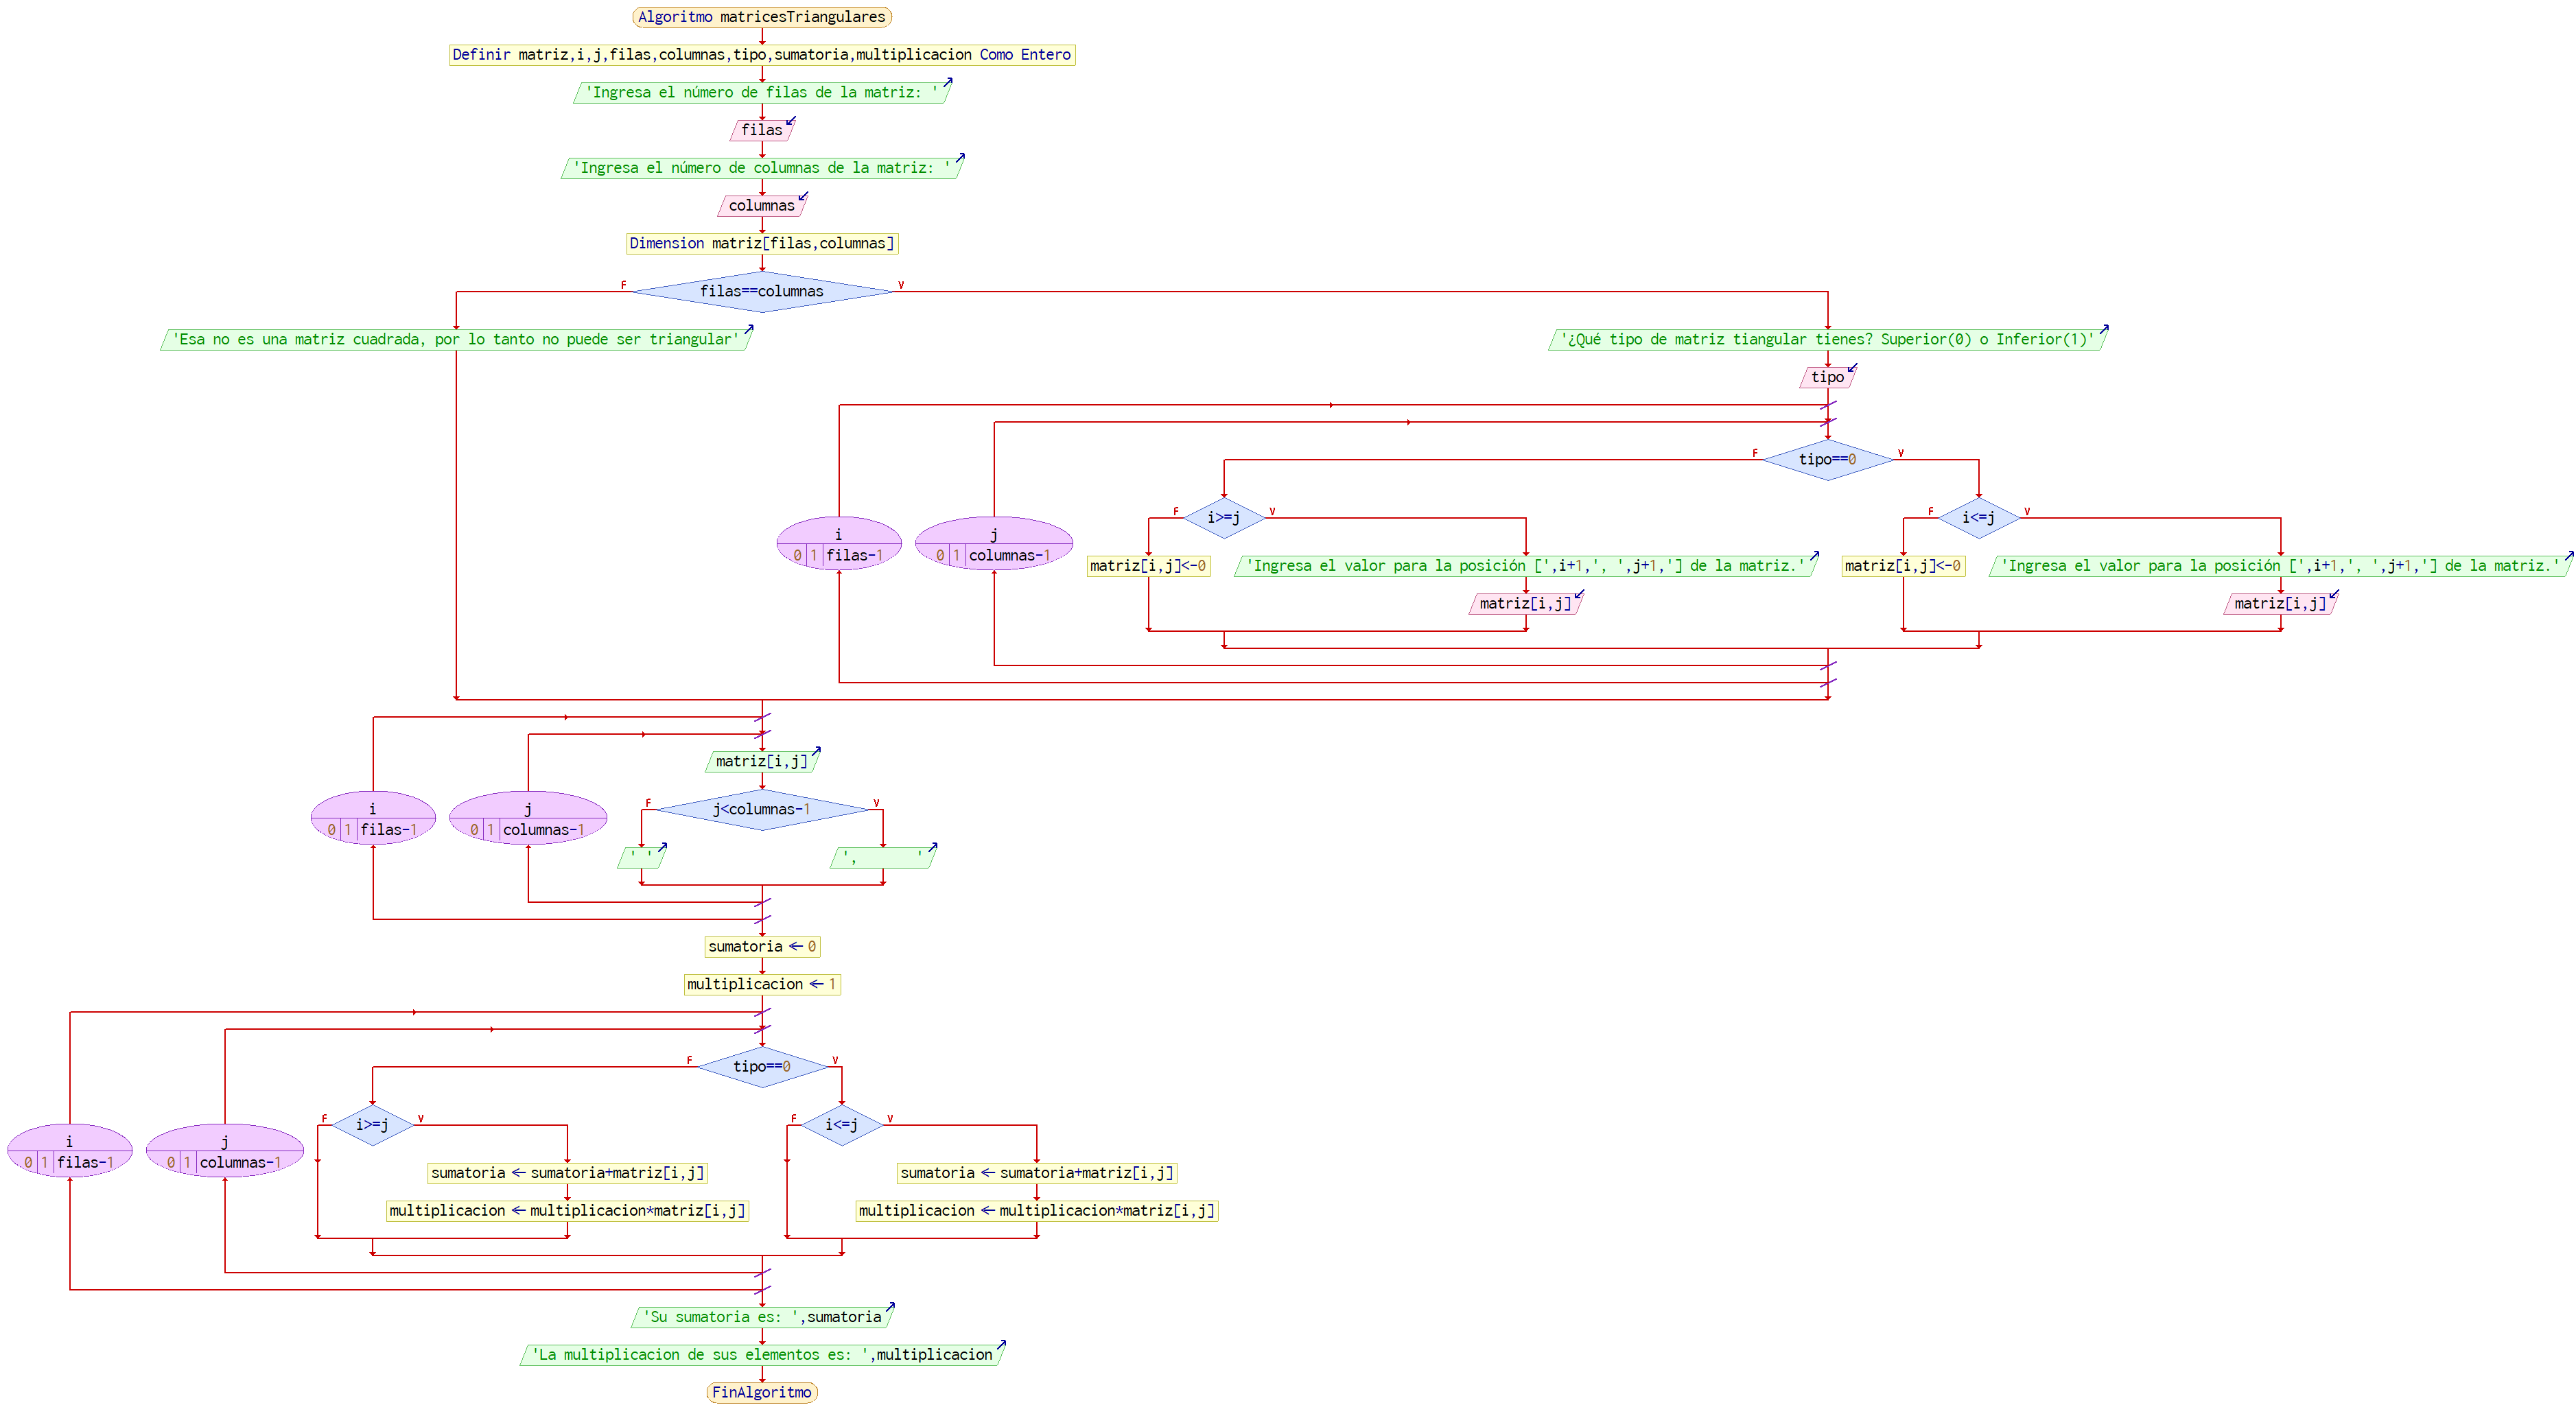 Algoritmo matricesTriangulares
Definir matriz,i,j,filas,columnas,tipo,sumatoria,multiplicacion Como Entero
'Ingresa el número de filas de la matriz: '
filas
'Ingresa el número de columnas de la matriz: '
columnas
Dimension matriz[filas,columnas]
F
filas==columnas
V
'Esa no es una matriz cuadrada, por lo tanto no puede ser triangular'
'¿Qué tipo de matriz tiangular tienes? Superior(0) o Inferior(1)'
tipo
F
tipo==0
V
i
0 1 filas-1
j
0 1 columnas-1
F
i>=j
V
matriz[i,j]<-0
'Ingresa el valor para la posición [',i+1,', ',j+1,'] de la matriz.'
matriz[i,j]
F
i<=j
V
matriz[i,j]<-0
'Ingresa el valor para la posición [',i+1,', ',j+1,'] de la matriz.'
matriz[i,j]
matriz[i,j]
i
0 1 filas-1
j
0 1 columnas-1
F
j<columnas-1
V
' '
',       '
sumatoria ← 0
multiplicacion ← 1
F
tipo==0
V
i
0 1 filas-1
j
0 1 columnas-1
F
i>=j
V
sumatoria ← sumatoria+matriz[i,j]
multiplicacion ← multiplicacion*matriz[i,j]
F
i<=j
V
sumatoria ← sumatoria+matriz[i,j]
multiplicacion ← multiplicacion*matriz[i,j]
'Su sumatoria es: ',sumatoria
'La multiplicacion de sus elementos es: ',multiplicacion
FinAlgoritmo